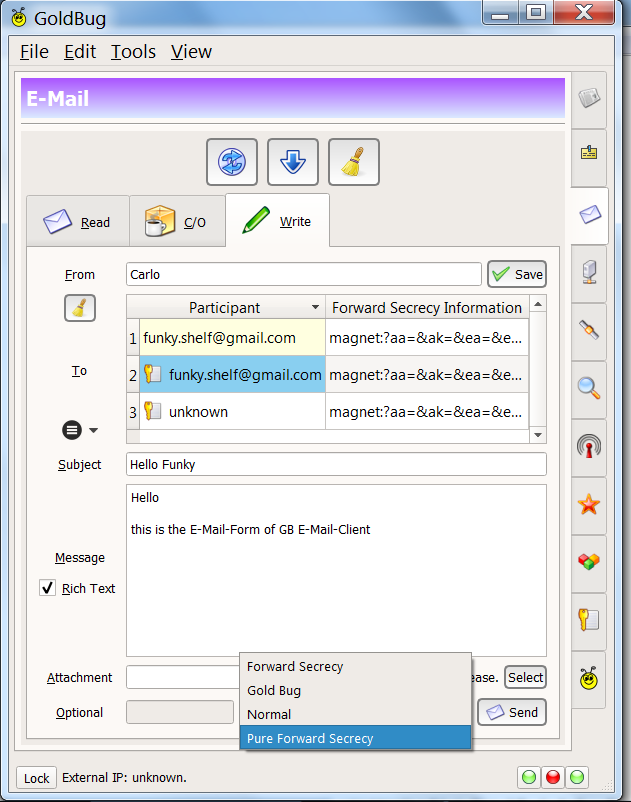 GoldBug
File Edit Tools View
E-Mail
Read C/O Write
From Carlo Save
Participant Forward Secrecy Information
1 funky.shelf@gmail.com magnet:?aa=&ak=&ea=&e...
To
2 funky.shelf@gmail.com magnet:?aa=&ak=&ea=&e...
3 unknown magnet:?aa=&ak=&ea=&e...
Subject Hello Funky
Hello
this is the E-Mail-Form of GB E-Mail-Client
Message
Rich Text
Attachment ease. Select
Forward Secrecy
Gold Bug
Optional Normal Send
Pure Forward Secrecy
Lock External IP: unknown.